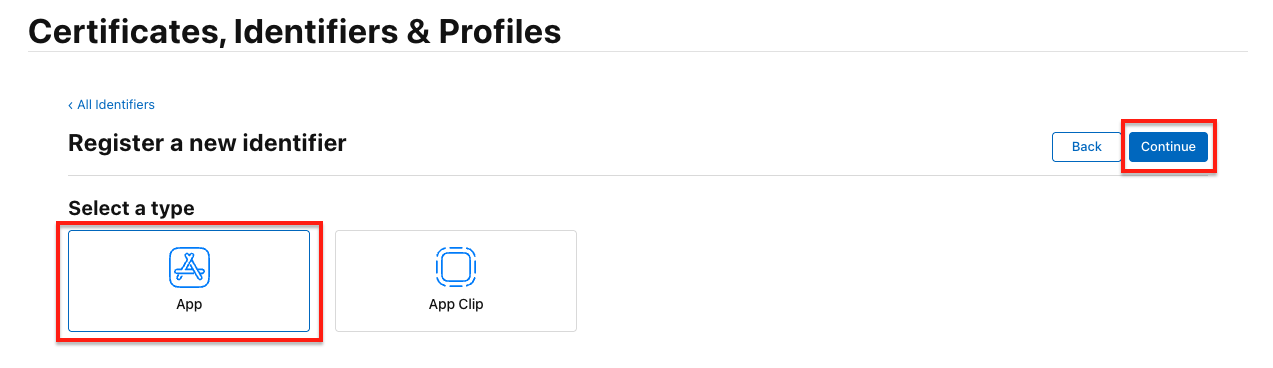 Certificates, Identifiers & Profiles
‹ All Identifiers
Register a new identifier
Back
Continue
Select a type
App
App Clip